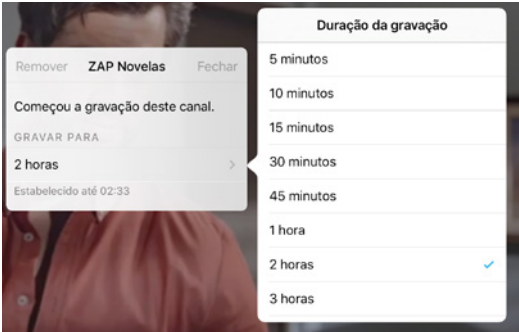 Remover ZAP Novelas Fechar
Começou a gravação deste canal.
GRAVAR PARA
2 horas
Estabelecido até 02:33
Duração da gravação
5 minutos
10 minutos
15 minutos
30 minutos
45 minutos
1 hora
2 horas
3 horas